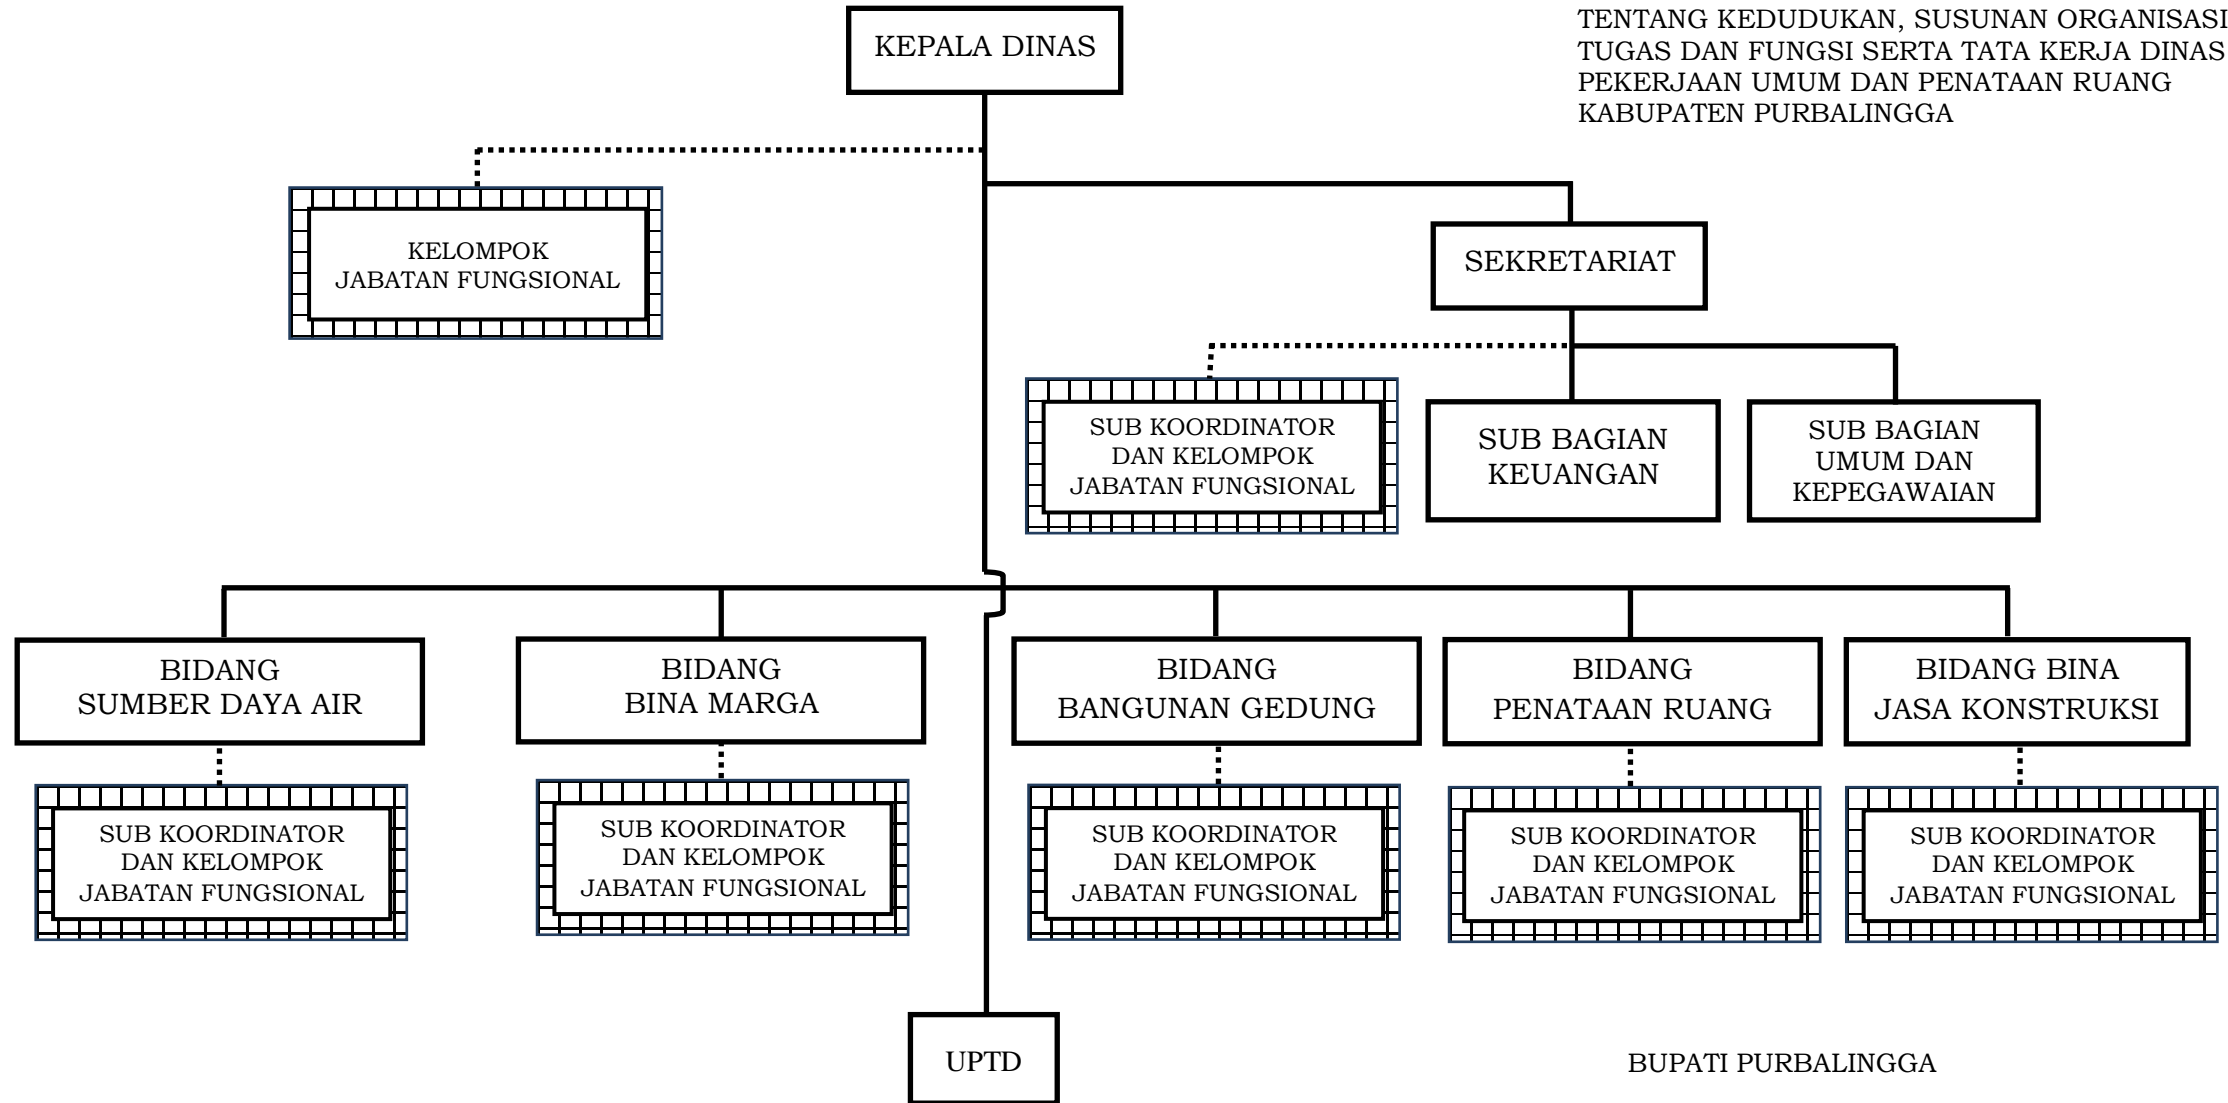 TENTANG KEDUDUKAN, SUSUNAN ORGANISASI
TUGAS DAN FUNGSI SERTA TATA KERJA DINAS
PEKERJAAN UMUM DAN PENATAAN RUANG
KABUPATEN PURBALINGGA
KEPALA DINAS
KELOMPOK
JABATAN FUNGSIONAL
SEKRETARIAT
SUB KOORDINATOR
DAN KELOMPOK
JABATAN FUNGSIONAL
SUB BAGIAN
KEUANGAN
SUB BAGIAN
UMUM DAN
KEPEGAWAIAN
BIDANG
SUMBER DAYA AIR
BIDANG
BINA MARGA
BIDANG
BANGUNAN GEDUNG
BIDANG
PENATAAN RUANG
BIDANG BINA
JASA KONSTRUKSI
SUB KOORDINATOR
DAN KELOMPOK
JABATAN FUNGSIONAL
SUB KOORDINATOR
DAN KELOMPOK
JABATAN FUNGSIONAL
SUB KOORDINATOR
DAN KELOMPOK
JABATAN FUNGSIONAL
SUB KOORDINATOR
DAN KELOMPOK
JABATAN FUNGSIONAL
SUB KOORDINATOR
DAN KELOMPOK
JABATAN FUNGSIONAL
UPTD
BUPATI PURBALINGGA